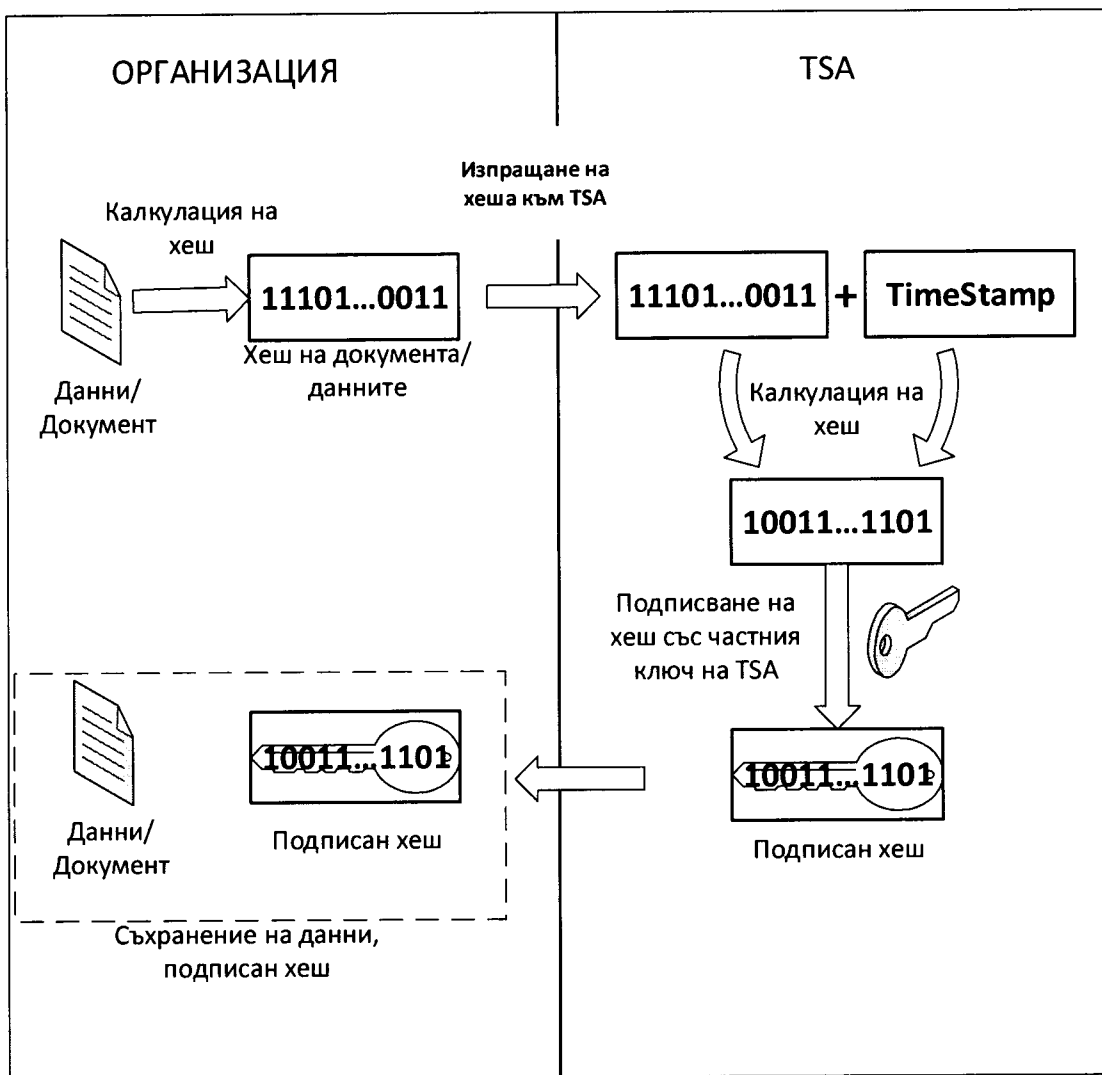 ОРГАНИЗАЦИЯ
TSA
Изпращане на
хеша към TSA
Калкулация на
хеш
11101...0011
11101...0011
+
TimeStamp
Хеш на документа/
данните
Данни/
Документ
Калкулация на
хеш
10011...1101
Подписване на
хеш със частния
ключ на TSA
10011...1101
10011...1101
Данни/
Документ
Подписан хеш
Подписан хеш
Съхранение на данни,
подписан хеш